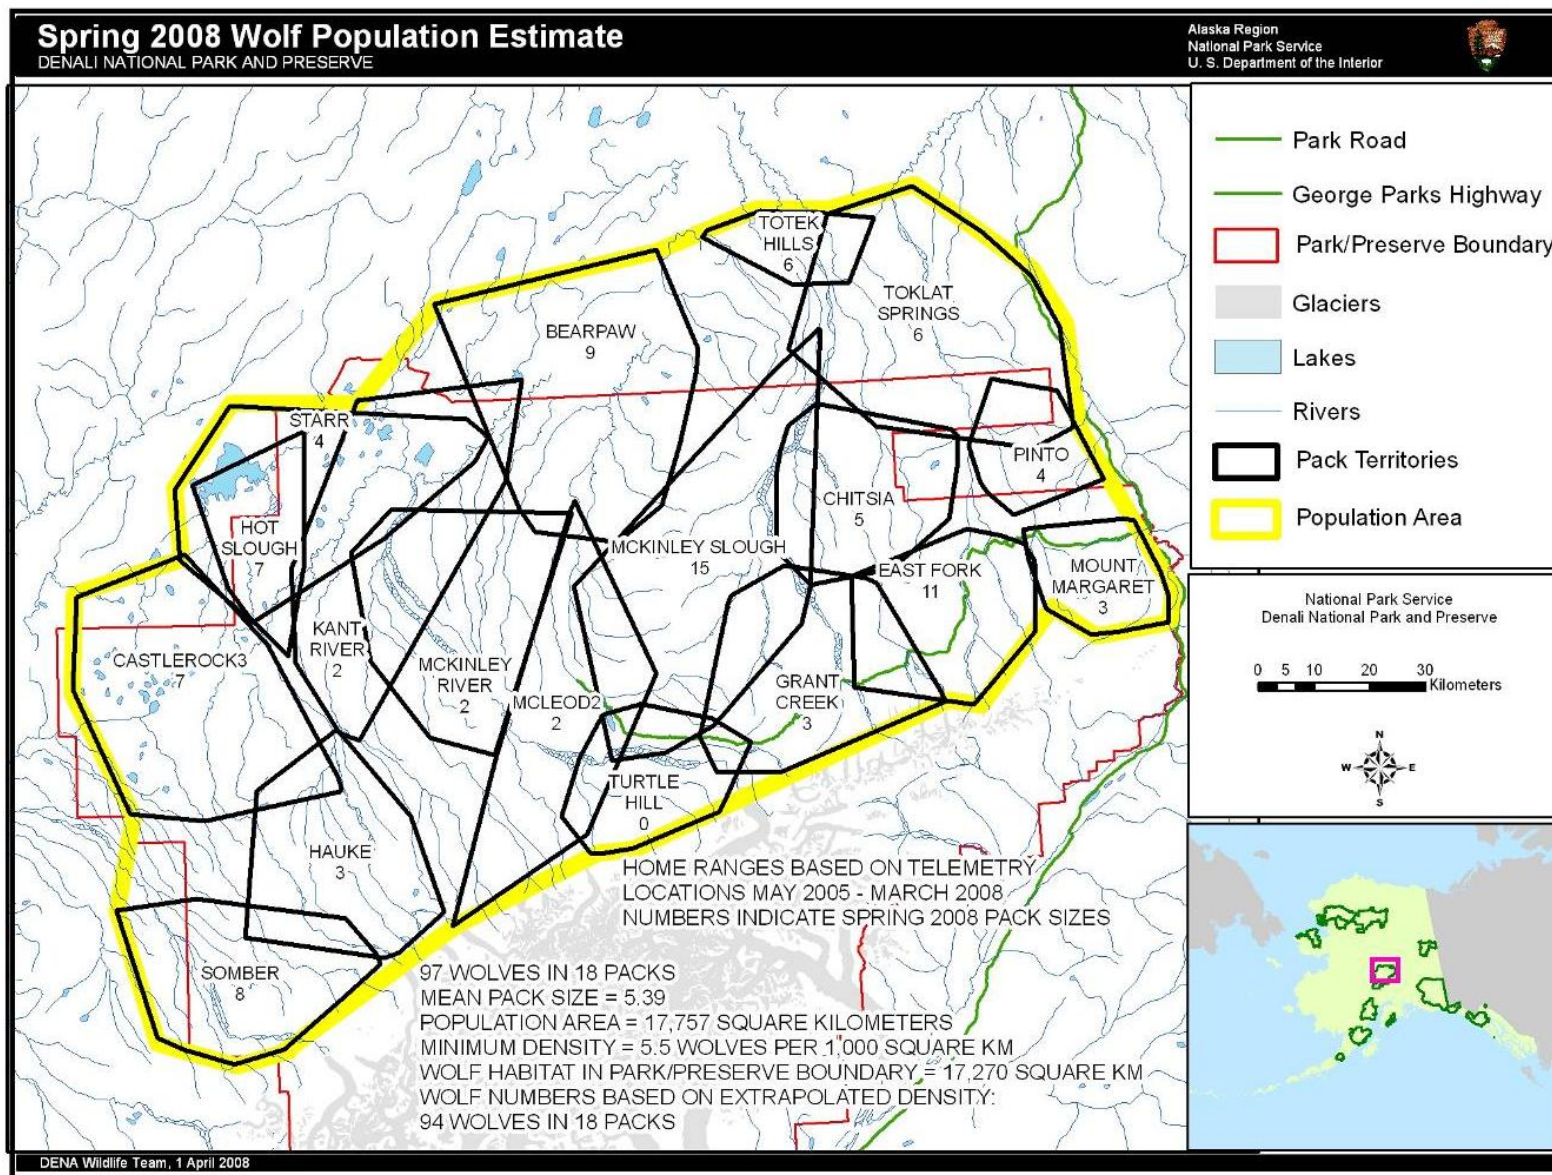 Spring 2008 Wolf Population Estimate
DENALI NATIONAL PARK AND PRESERVE
Alaska Region
National Park Service
U. S. Department of the Interior
TOTEK
HILLS
6
TOKLAT
SPRINGS
6
BEARPAW
9
STARR
4
PINTO
4
CHITSIA
5
HOT
SLOUGH
7
MCKINLEY SLOUGH
15
EAST FORK
11
MOUNT
MARGARET
3
KANT
RIVER
2
CASTLEROCK3
7
MCKINLEY
RIVER
2
MCLEOD2
2
GRANT
CREEK
3
TURTLE
HILL
0
HAUKE
3
SOMBER
8
HOME RANGES BASED ON TELEMETRY
LOCATIONS MAY 2005 - MARCH 2008
NUMBERS INDICATE SPRING 2008 PACK SIZES
97 WOLVES IN 18 PACKS
MEAN PACK SIZE = 5.39
POPULATION AREA = 17,757 SQUARE KILOMETERS
MINIMUM DENSITY = 5.5 WOLVES PER 1,000 SQUARE KM
WOLF HABITAT IN PARK/PRESERVE BOUNDARY = 17,270 SQUARE KM
WOLF NUMBERS BASED ON EXTRAPOLATED DENSITY:
94 WOLVES IN 18 PACKS
Park Road
George Parks Highway
Park/Preserve Boundary
Glaciers
Lakes
Rivers
Pack Territories
Population Area
National Park Service
Denali National Park and Preserve
0 5 10 20 30
Kilometers
N
W E
S
DENA Wildlife Team, 1 April 2008